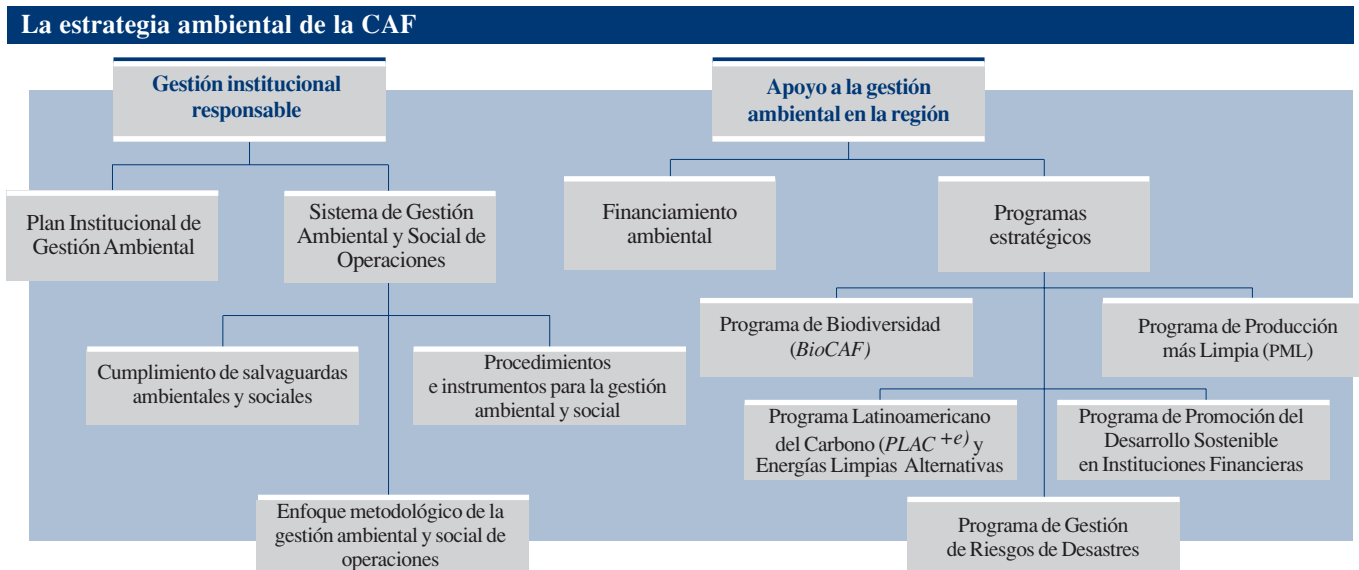 La estrategia ambiental de la CAF
Gestión institucional
responsable
Apoyo a la gestión
ambiental en la región
Plan Institucional de
Gestión Ambiental
Sistema de Gestión
Ambiental y Social de
Operaciones
Financiamiento
ambiental
Programas
estratégicos
Cumplimiento de salvaguardas
ambientales y sociales
Procedimientos
e instrumentos para la gestión
ambiental y social
Enfoque metodológico de la
gestión ambiental y social de
operaciones
Programa de Biodiversidad
(BioCAF)
Programa de Producción
más Limpia (PML)
Programa Latinoamericano
del Carbono (PLAC +e) y
Energías Limpias Alternativas
Programa de Promoción del
Desarrollo Sostenible
en Instituciones Financieras
Programa de Gestión
de Riesgos de Desastres